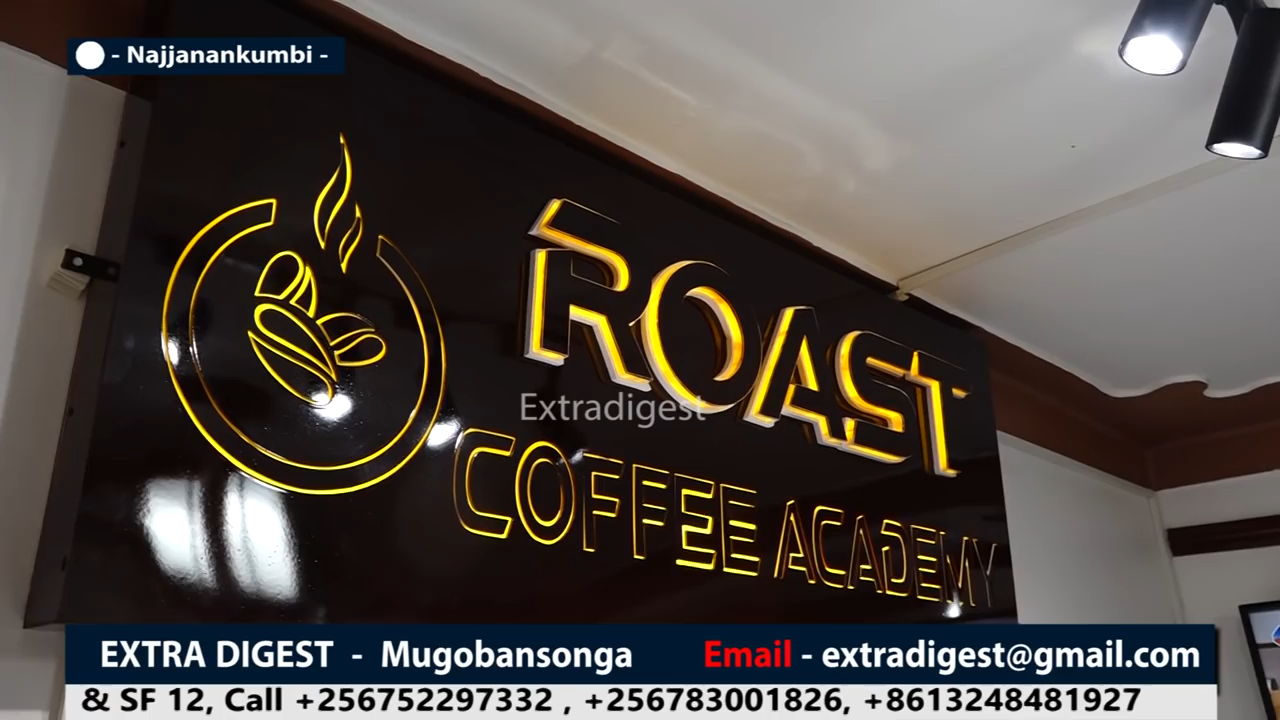 - Najjanankumbi -
ROAST
Extradigest
COFFEE ACADEMY
EXTRA DIGEST - Mugobansonga Email - extradigest@gmail.com
& SF 12, Call +256752297332 , +256783001826, +8613248481927